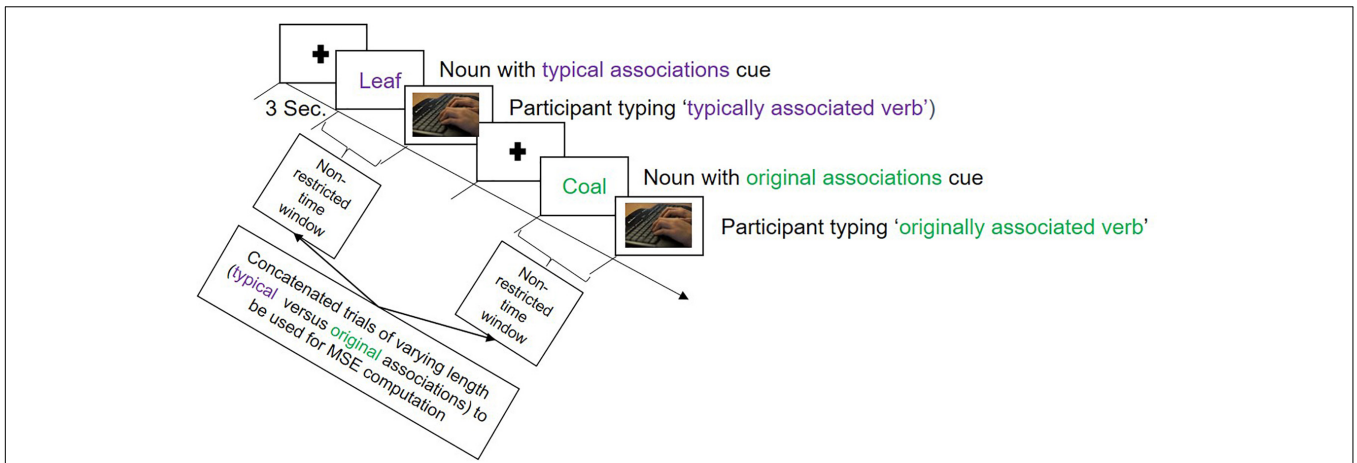 Leaf
Noun with typical associations cue
3 Sec.
Participant typing ‘typically associated verb’)
Coal
Noun with original associations cue
Participant typing ‘originally associated verb’
Non-
restricted
time
window
Non-
restricted
time
window
Concatenated trials of varying length
(typical versus original associations) to
be used for MSE computation